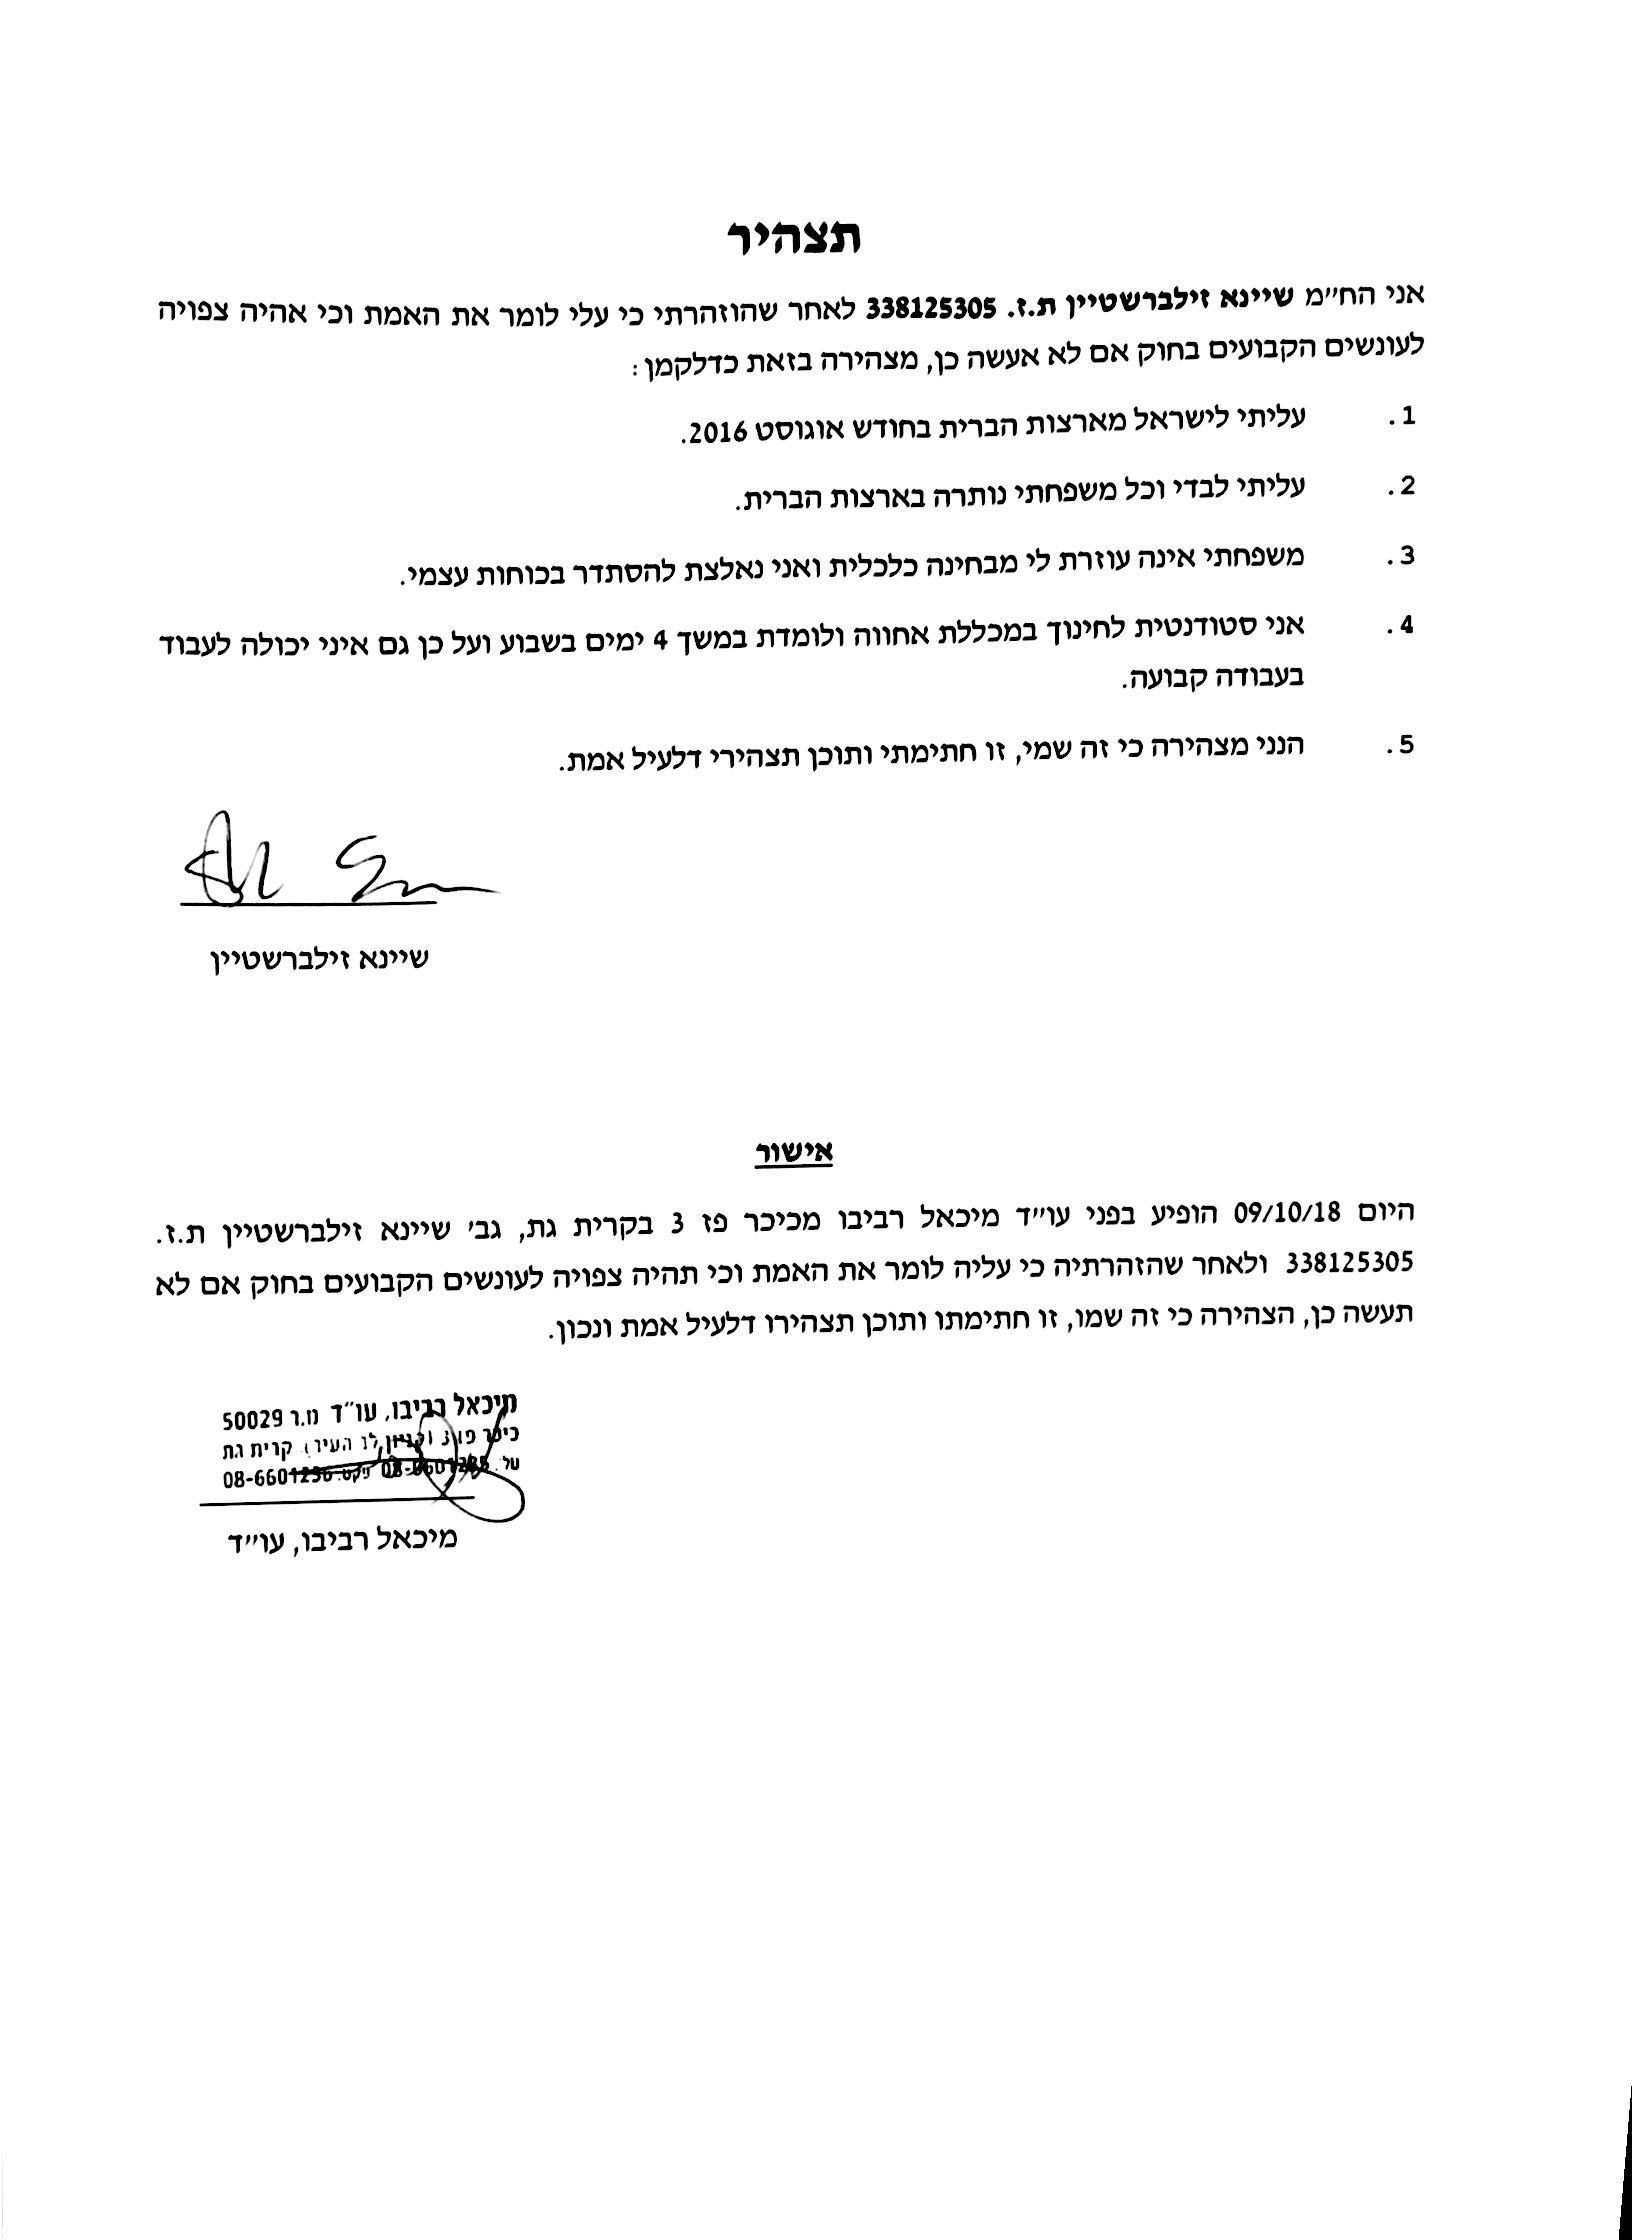 תצהיר
אני הח״מ שיינא זילברשטיין ת.ז. 338125305 לאחר שהוזהרתי כי עלי לומר את האמת וכי אהיה צפויה
לעונשים הקבועים בחוק אם לא אעשה כן, מצהירה בזאת כדלקמן:
1. עליתי לישראל מארצות הברית בחודש אוגוסט 2016.
2. עליתי לבדי וכל משפחתי נותרה בארצות הברית.
3. משפחתי אינה עוזרת לי מבחינה כלכלית ואני נאלצת להסתדר בכוחות עצמי.
4. אני סטודנטית לחינוך במכללת אחווה ולומדת במשך 4 ימים בשבוע ועל כן גם איני יכולה לעבוד
בעבודה קבועה.
5. הנני מצהירה כי זה שמי, זו חתימתי ותוכן תצהירי דלעיל אמת.
שיינא זילברשטיין
אישור
היום 09/10/18 הופיע בפני עו״ד מיכאל רביבו מכיכר פז 3 בקרית גת, גב' שיינא זילברשטיין ת.ז.
338125305 ולאחר שהזהרתיה כי עליה לומר את האמת וכי תהיה צפויה לעונשים הקבועים בחוק אם לא
תעשה כן, הצהירה כי זה שמו, זו חתימתו ותוכן תצהירו דלעיל אמת ונכון.
מיכאל רביבו, עו״ד מ.ר 50029
כיכר פז 3 העיר) קרית גת
טל. פקס. 08-6601236
מיכאל רביבו, עו״ד